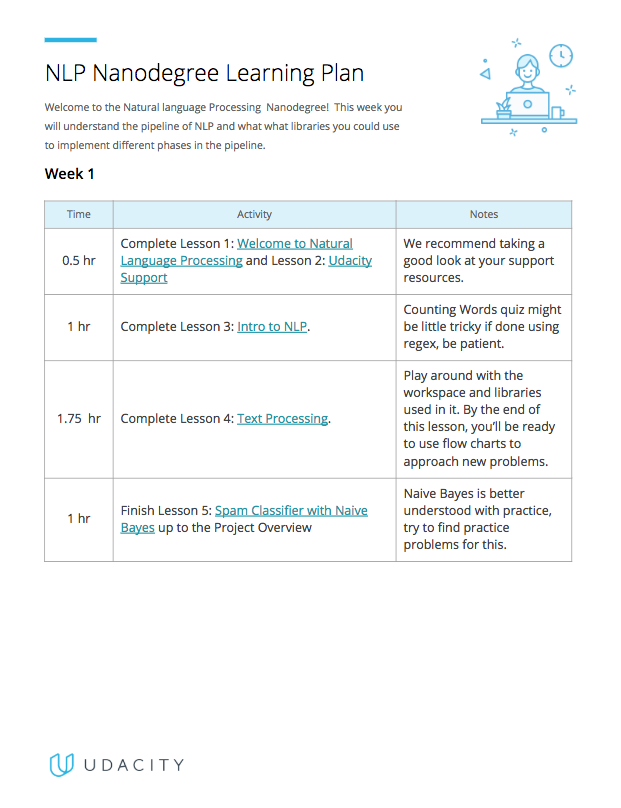 NLP Nanodegree Learning Plan
Welcome to the Natural language Processing Nanodegree! This week you
will understand the pipeline of NLP and what what libraries you could use
to implement different phases in the pipeline.
Week 1
Time
Activity
Notes
0.5 hr
Complete Lesson 1: Welcome to Natural
Language Processing and Lesson 2: Udacity
Support
We recommend taking a
good look at your support
resources.
1 hr
Complete Lesson 3: Intro to NLP.
Counting Words quiz might
be little tricky if done using
regex, be patient.
1.75 hr
Complete Lesson 4: Text Processing.
Play around with the
workspace and libraries
used in it. By the end of
this lesson, you'll be ready
to use flow charts to
approach new problems.
1 hr
Finish Lesson 5: Spam Classifier with Naive
Bayes up to the Project Overview
Naive Bayes is better
understood with practice,
try to find practice
problems for this.
UDACITY